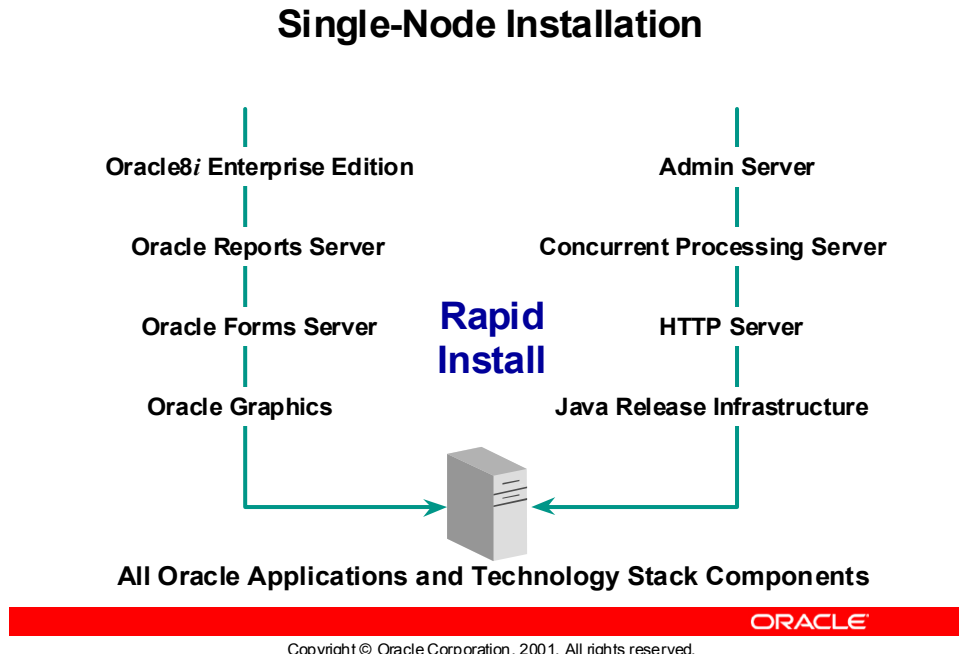 Single-Node Installation
Oracle8i Enterprise Edition
Oracle Reports Server
Oracle Forms Server
Oracle Graphics
Rapid
Install
Admin Server
Concurrent Processing Server
HTTP Server
Java Release Infrastructure
All Oracle Applications and Technology Stack Components
ORACLE
Copyright © Oracle Corporation, 2001. All rights reserved.